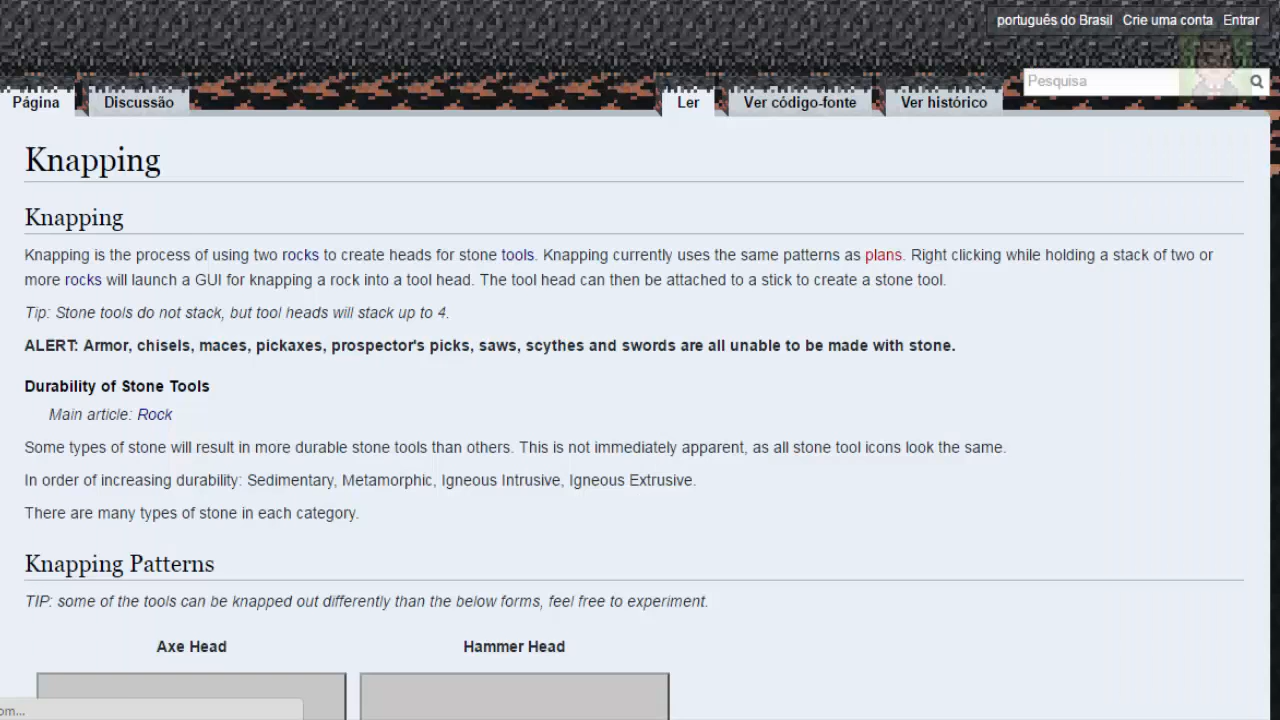 português do Brasil Crie uma conta Entrar
Pesquisa
Página Discussão Ler Ver código-fonte Ver histórico
Knapping
Knapping
Knapping is the process of using two rocks to create heads for stone tools. Knapping currently uses the same patterns as plans. Right clicking while holding a stack of two or
more rocks will launch a GUI for knapping a rock into a tool head. The tool head can then be attached to a stick to create a stone tool.
Tip: Stone tools do not stack, but tool heads will stack up to 4.
ALERT: Armor, chisels, maces, pickaxes, prospector's picks, saws, scythes and swords are all unable to be made with stone.
Durability of Stone Tools
Main article: Rock
Some types of stone will result in more durable stone tools than others. This is not immediately apparent, as all stone tool icons look the same.
In order of increasing durability: Sedimentary, Metamorphic, Igneous Intrusive, Igneous Extrusive.
There are many types of stone in each category.
Knapping Patterns
TIP: some of the tools can be knapped out differently than the below forms, feel free to experiment.
Axe Head Hammer Head
om...